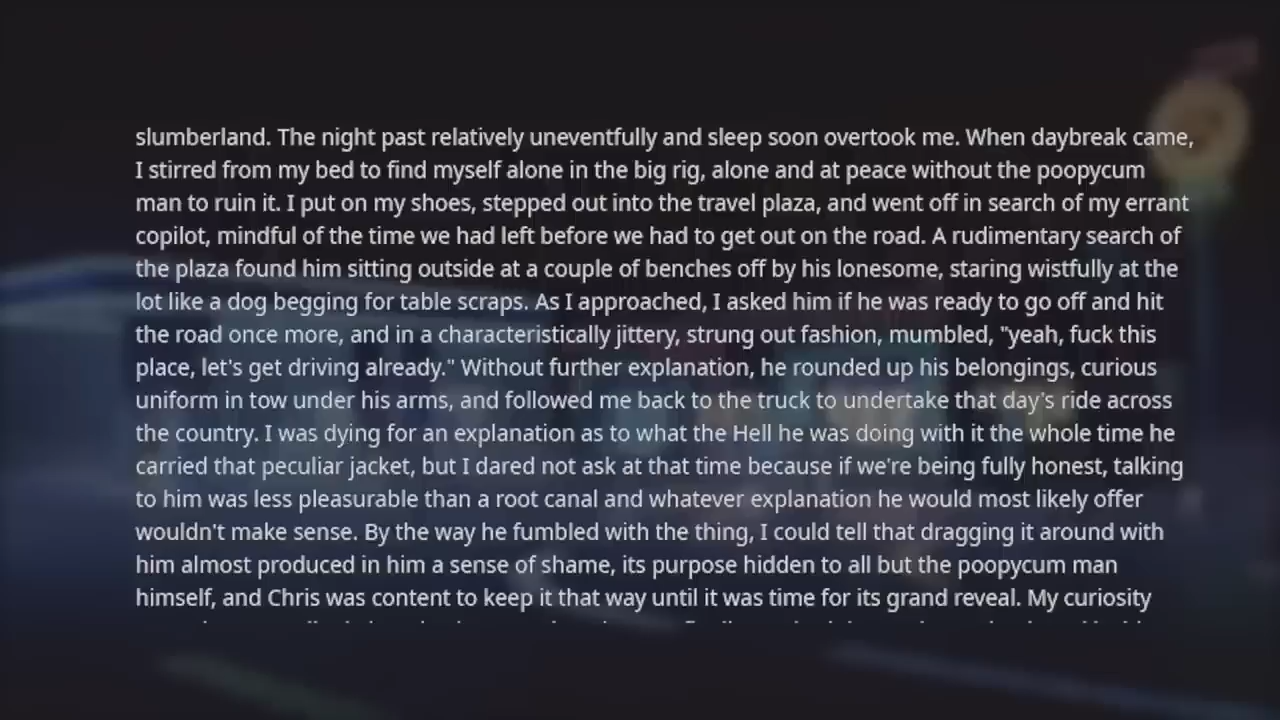 slumberland. The night past relatively uneventfully and sleep soon overtook me. When daybreak came,
I stirred from my bed to find myself alone in the big rig, alone and at peace without the poopycum
man to ruin it. I put on my shoes, stepped out into the travel plaza, and went off in search of my errant
copilot, mindful of the time we had left before we had to get out on the road. A rudimentary search of
the plaza found him sitting outside at a couple of benches off by his lonesome, staring wistfully at the
lot like a dog begging for table scraps. As I approached, I asked him if he was ready to go off and hit
the road once more, and in a characteristically jittery, strung out fashion, mumbled, "yeah, fuck this
place, let's get driving already." Without further explanation, he rounded up his belongings, curious
uniform in tow under his arms, and followed me back to the truck to undertake that day's ride across
the country. I was dying for an explanation as to what the Hell he was doing with it the whole time he
carried that peculiar jacket, but I dared not ask at that time because if we're being fully honest, talking
to him was less pleasurable than a root canal and whatever explanation he would most likely offer
wouldn't make sense. By the way he fumbled with the thing, I could tell that dragging it around with
him almost produced in him a sense of shame, its purpose hidden to all but the poopycum man
himself, and Chris was content to keep it that way until it was time for its grand reveal. My curiosity